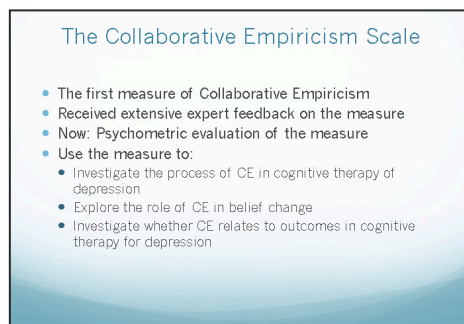 The Collaborative Empiricism Scale
The first measure of Collaborative Empiricism
Received extensive expert feedback on the measure
Now: Psychometric evaluation of the measure
Use the measure to:
Investigate the process of CE in cognitive therapy of
depression
Explore the role of CE in belief change
Investigate whether CE relates to outcomes in cognitive
therapy for depression